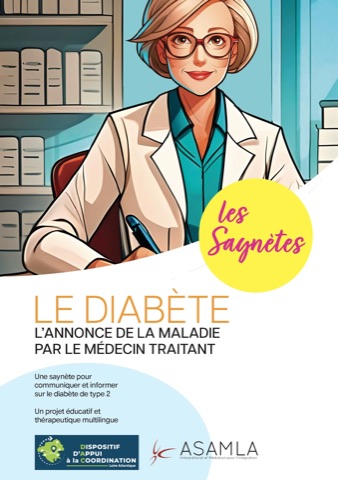 les
Saynètes
LE DIABÈTE
L'ANNONCE DE LA MALADIE
PAR LE MÉDECIN TRAITANT
Une saynète pour
communiquer et informer
sur le diabète de type 2
Un projet éducatif et
thérapeutique multilingue
DISPOSITIF
D'APPUI
à la COORDINATION
Loire-Atlantique
ASAMLA